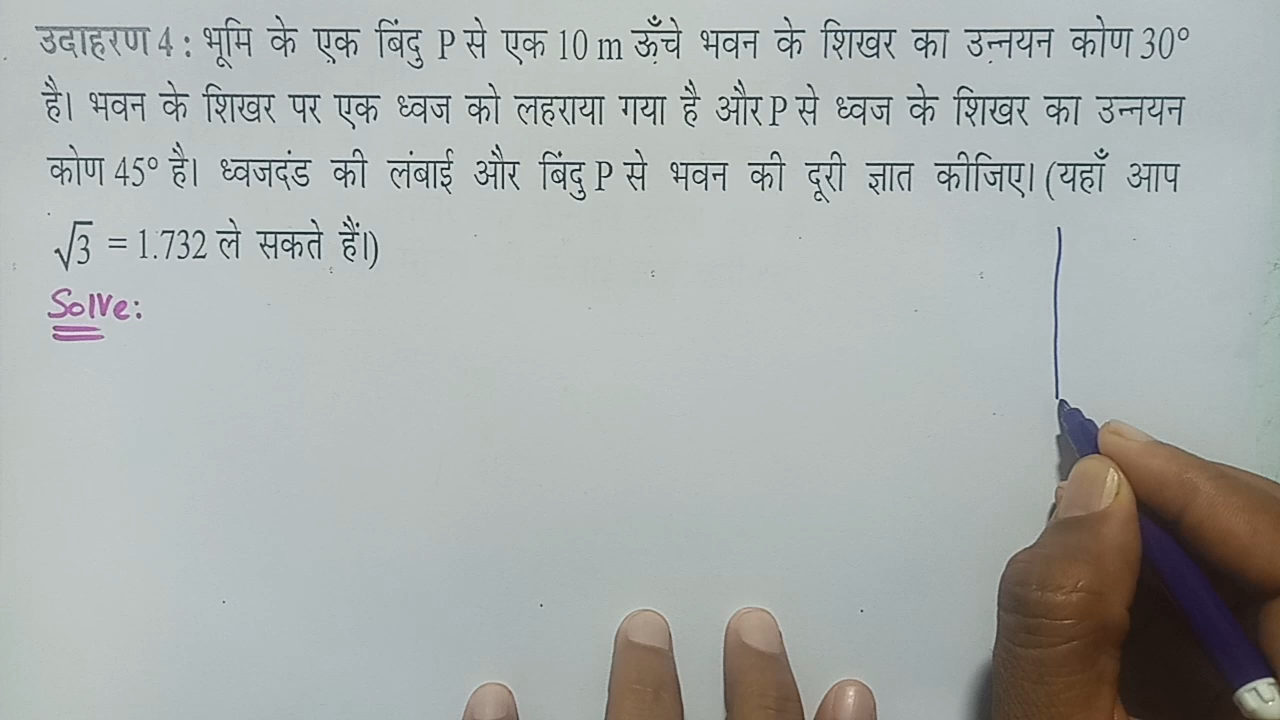 उदाहरण 4 : भूमि के एक बिंदु P से एक 10 m ऊँचे भवन के शिखर का उन्नयन कोण 30°
है। भवन के शिखर पर एक ध्वज को लहराया गया है और P से ध्वज के शिखर का उन्नयन
कोण 45° है। ध्वजदंड की लंबाई और बिंदु P से भवन की दूरी ज्ञात कीजिए। (यहाँ आप
√3 = 1.732 ले सकते हैं।)
Solve: